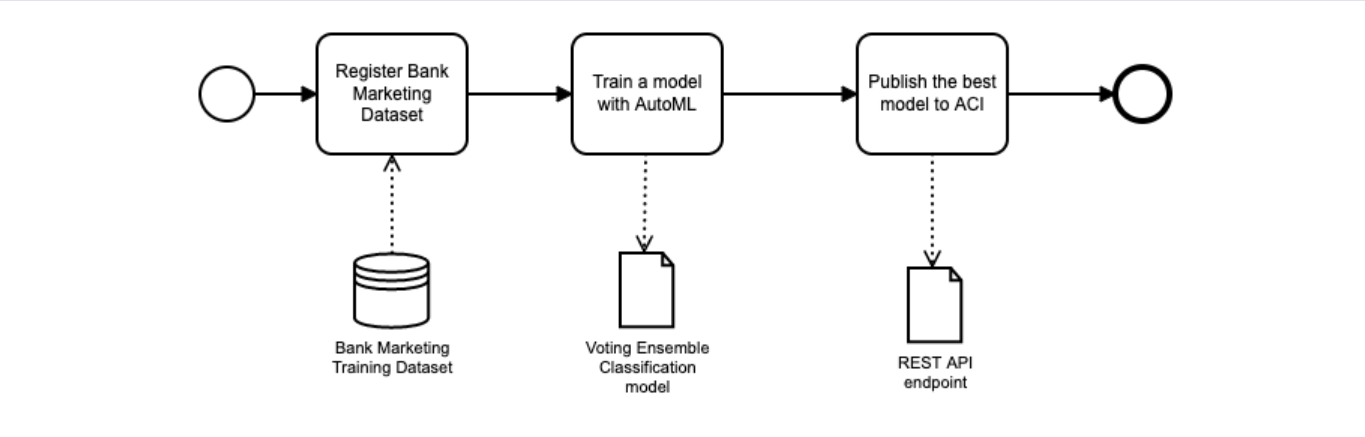 Register Bank
Marketing
Dataset
Train a model
with AutoML
Publish the best
model to ACI
Bank Marketing
Training Dataset
Voting Ensemble
Classification
model
REST API
endpoint